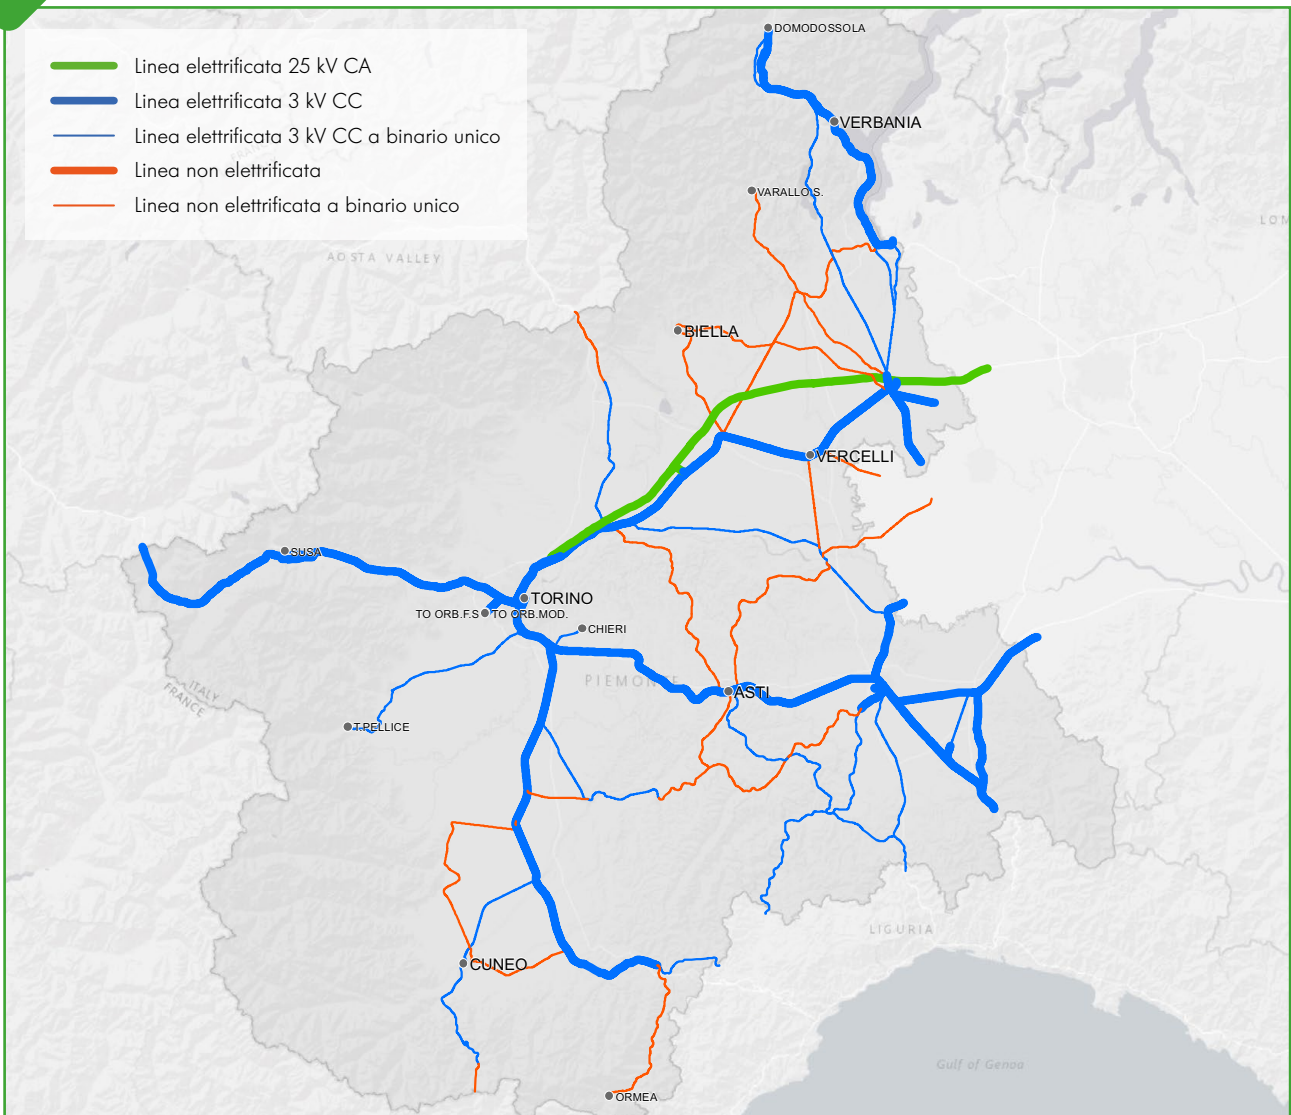 DOMODOSSOLA
Linea elettrificata 25 kV CA
Linea elettrificata 3 kV CC
Linea elettrificata 3 kV CC a binario unico
Linea non elettrificata
Linea non elettrificata a binario unico
VERBANIA
VARALLO S.
LOM
AOSTA VALLEY
BIELLA
VERCELLI
SUSA
TORINO
TO ORB.F.S TO ORB.MOD.
CHIERI
PIEMONTE
ASTI
ITALY
FRANCE
T.PELLICE
LIGURIA
CUNEO
Gulf of Genoa
ORMEA